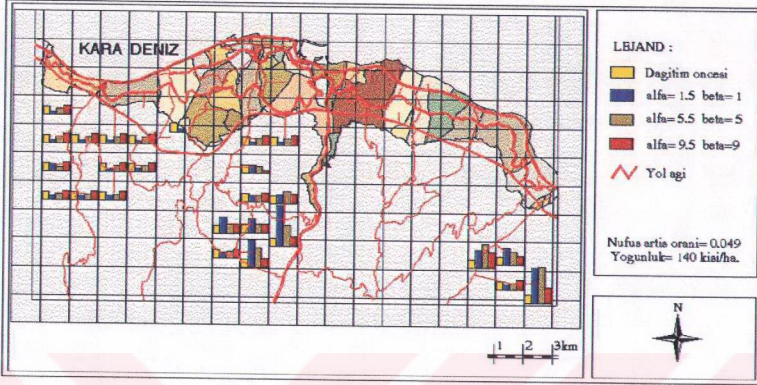 KARA DENİZ
LEJAND :
Dagitim oncesi
alfa= 1.5 beta= 1
alfa= 5.5 beta=5
alfa= 9.5 beta=9
Yol agi
Nufus artis orani= 0.049
Yogunluk= 140 kisi/ha.
N
1 2 3km